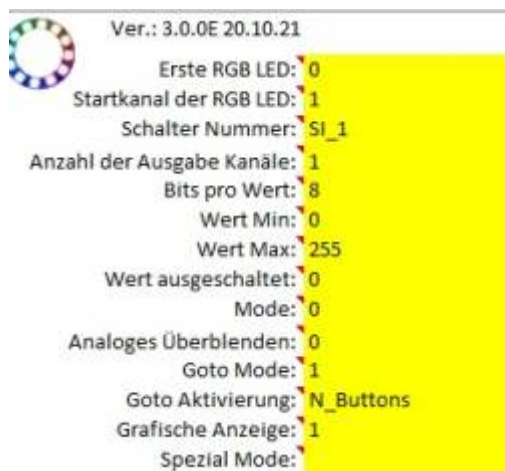 Ver.: 3.0.0E 20.10.21
Erste RGB LED: 0
Startkanal der RGB LED: 1
Schalter Nummer: SI_1
Anzahl der Ausgabe Kanäle: 1
Bits pro Wert: 8
Wert Min: 0
Wert Max: 255
Wert ausgeschaltet: 0
Mode: 0
Analoges Überblenden: 0
Goto Mode: 1
Goto Aktivierung: N_Buttons
Grafische Anzeige: 1
Spezial Mode: